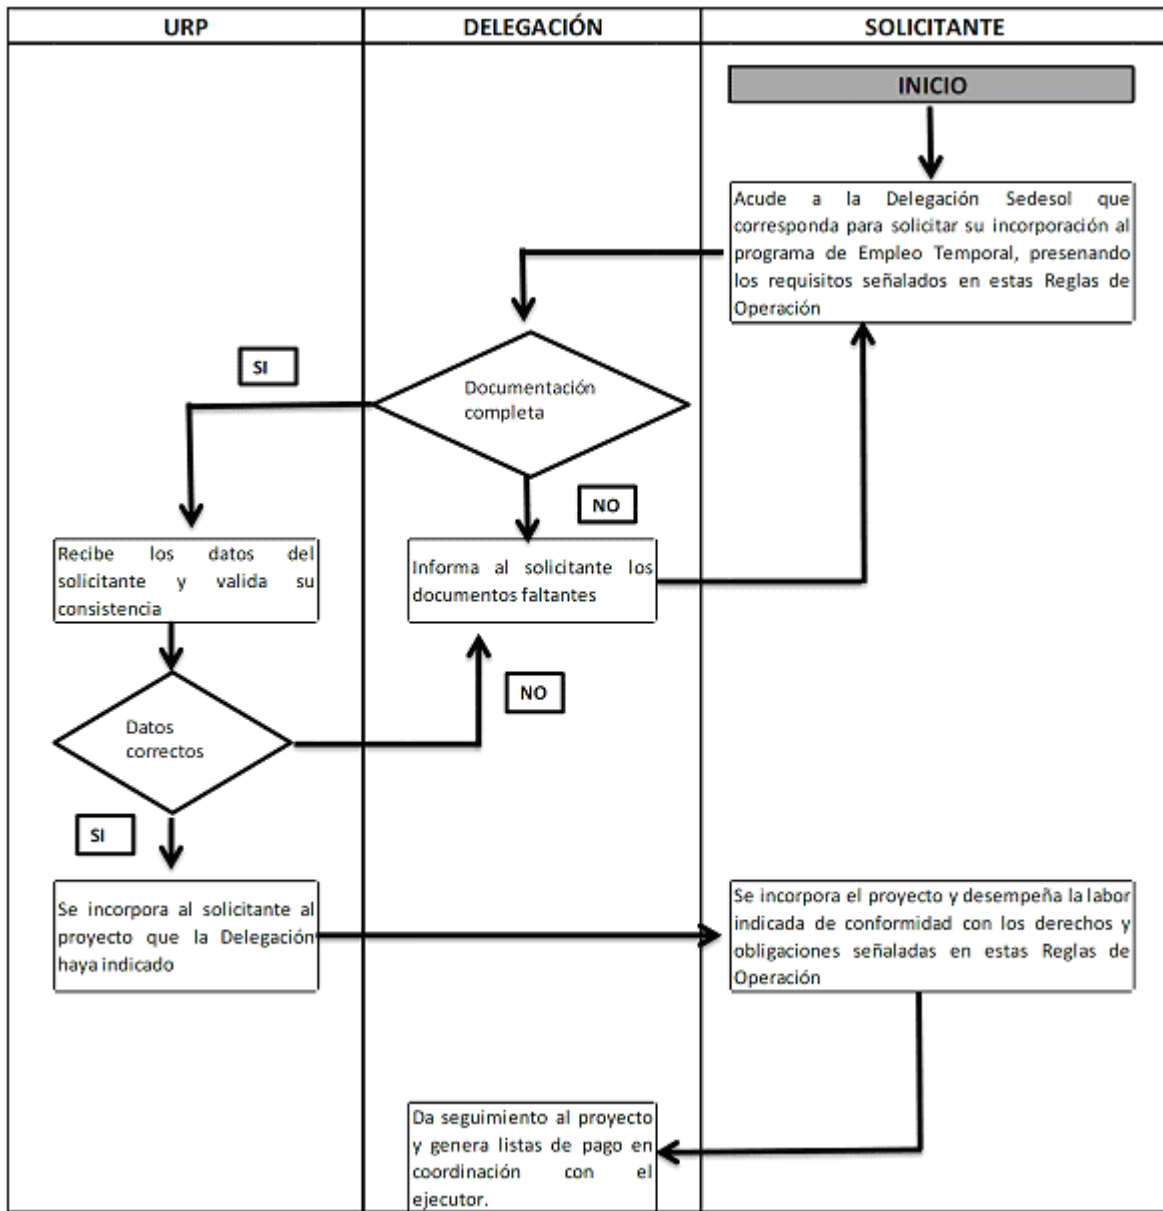 URP
DELEGACIÓN
SOLICITANTE
INICIO
Acude a la Delegación Sedesol que
corresponda para solicitar su incorporación al
programa de Empleo Temporal, presenando
los requisitos señalados en estas Reglas de
Operación
SI
Documentación
completa
NO
Recibe los datos del
solicitante y valida su
consistencia
Informa al solicitante los
documentos faltantes
NO
Datos
correctos
SI
Se incorpora al solicitante al
proyecto que la Delegación
haya indicado
Se incorpora el proyecto y desempeña la labor
indicada de conformidad con los derechos y
obligaciones señaladas en estas Reglas de
Operación
Da seguimiento al proyecto
y genera listas de pago en
coordinación con el
ejecutor.